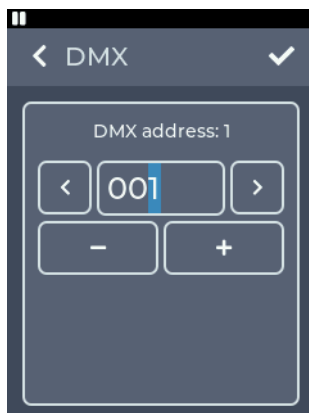 DMX
DMX address: 1
< 001 >
− +